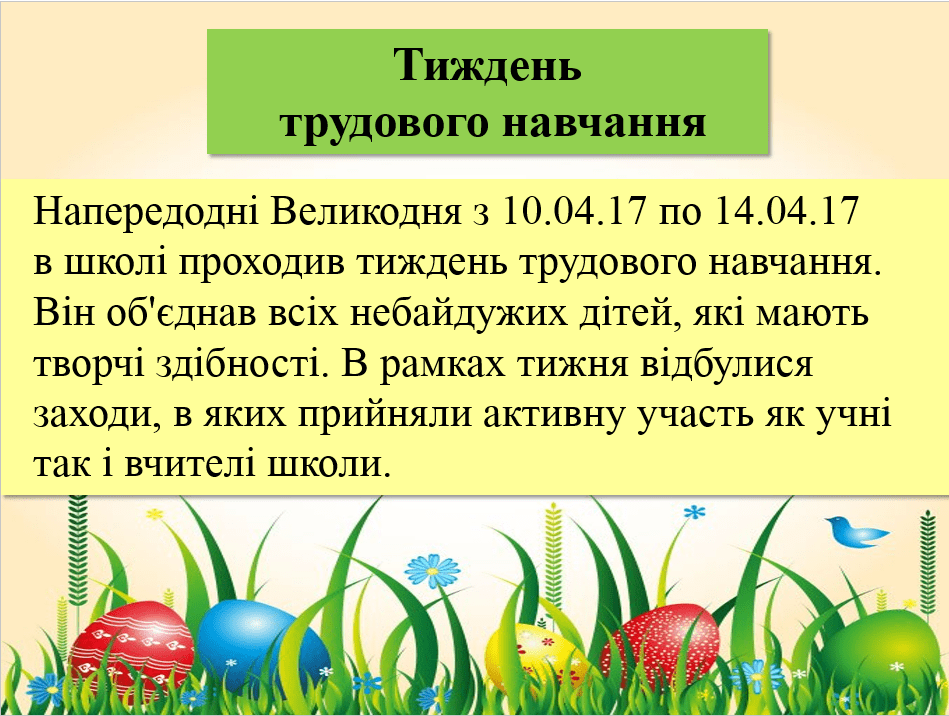 Тиждень
трудового навчання
Напередодні Великодня з 10.04.17 по 14.04.17
в школі проходив тиждень трудового навчання.
Він об'єднав всіх небайдужих дітей, які мають
творчі здібності. В рамках тижня відбулися
заходи, в яких прийняли активну участь як учні
так і вчителі школи.